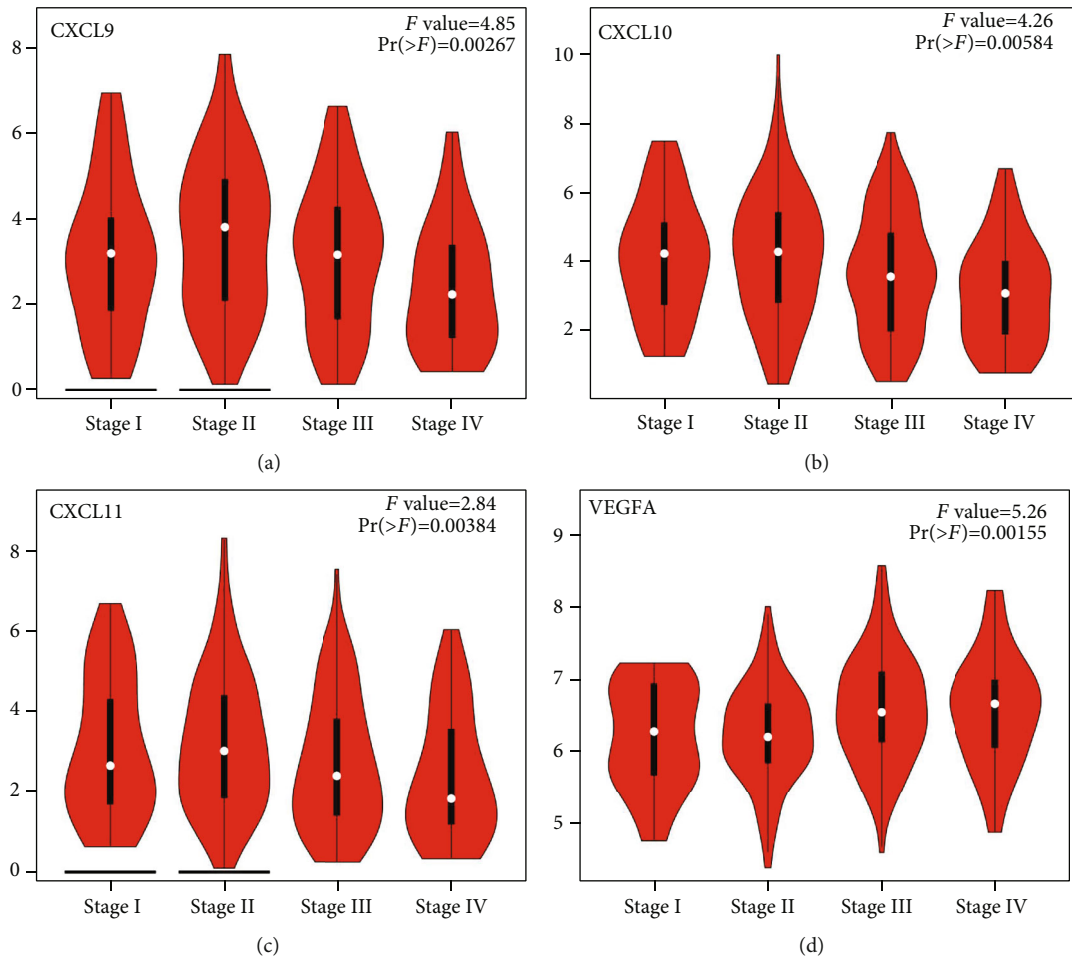 CXCL9
F value=4.85
Pr(>F)=0.00267
8
6
4
2
0
Stage I Stage II Stage III Stage IV
(a)
CXCL10
F value=4.26
Pr(>F)=0.00584
10
8
6
4
2
Stage I Stage II Stage III Stage IV
(b)
CXCL11
F value=2.84
Pr(>F)=0.00384
8
6
4
2
0
Stage I Stage II Stage III Stage IV
(c)
VEGFA
F value=5.26
Pr(>F)=0.00155
9
8
7
6
5
Stage I Stage II Stage III Stage IV
(d)